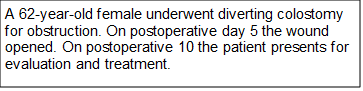 A 62-year-old female underwent diverting colostomy
for obstruction. On postoperative day 5 the wound
opened. On postoperative 10 the patient presents for
evaluation and treatment.